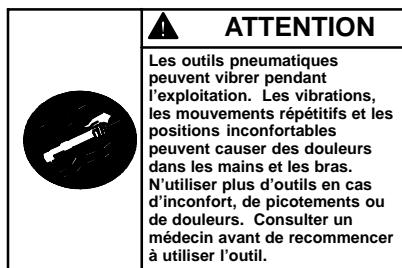 ATTENTION
Les outils pneumatiques
peuvent vibrer pendant
l'exploitation. Les vibrations,
les mouvements répétitifs et les
positions inconfortables
peuvent causer des douleurs
dans les mains et les bras.
N'utiliser plus d'outils en cas
d'inconfort, de picotements ou
de douleurs. Consulter un
médecin avant de recommencer
à utiliser l'outil.